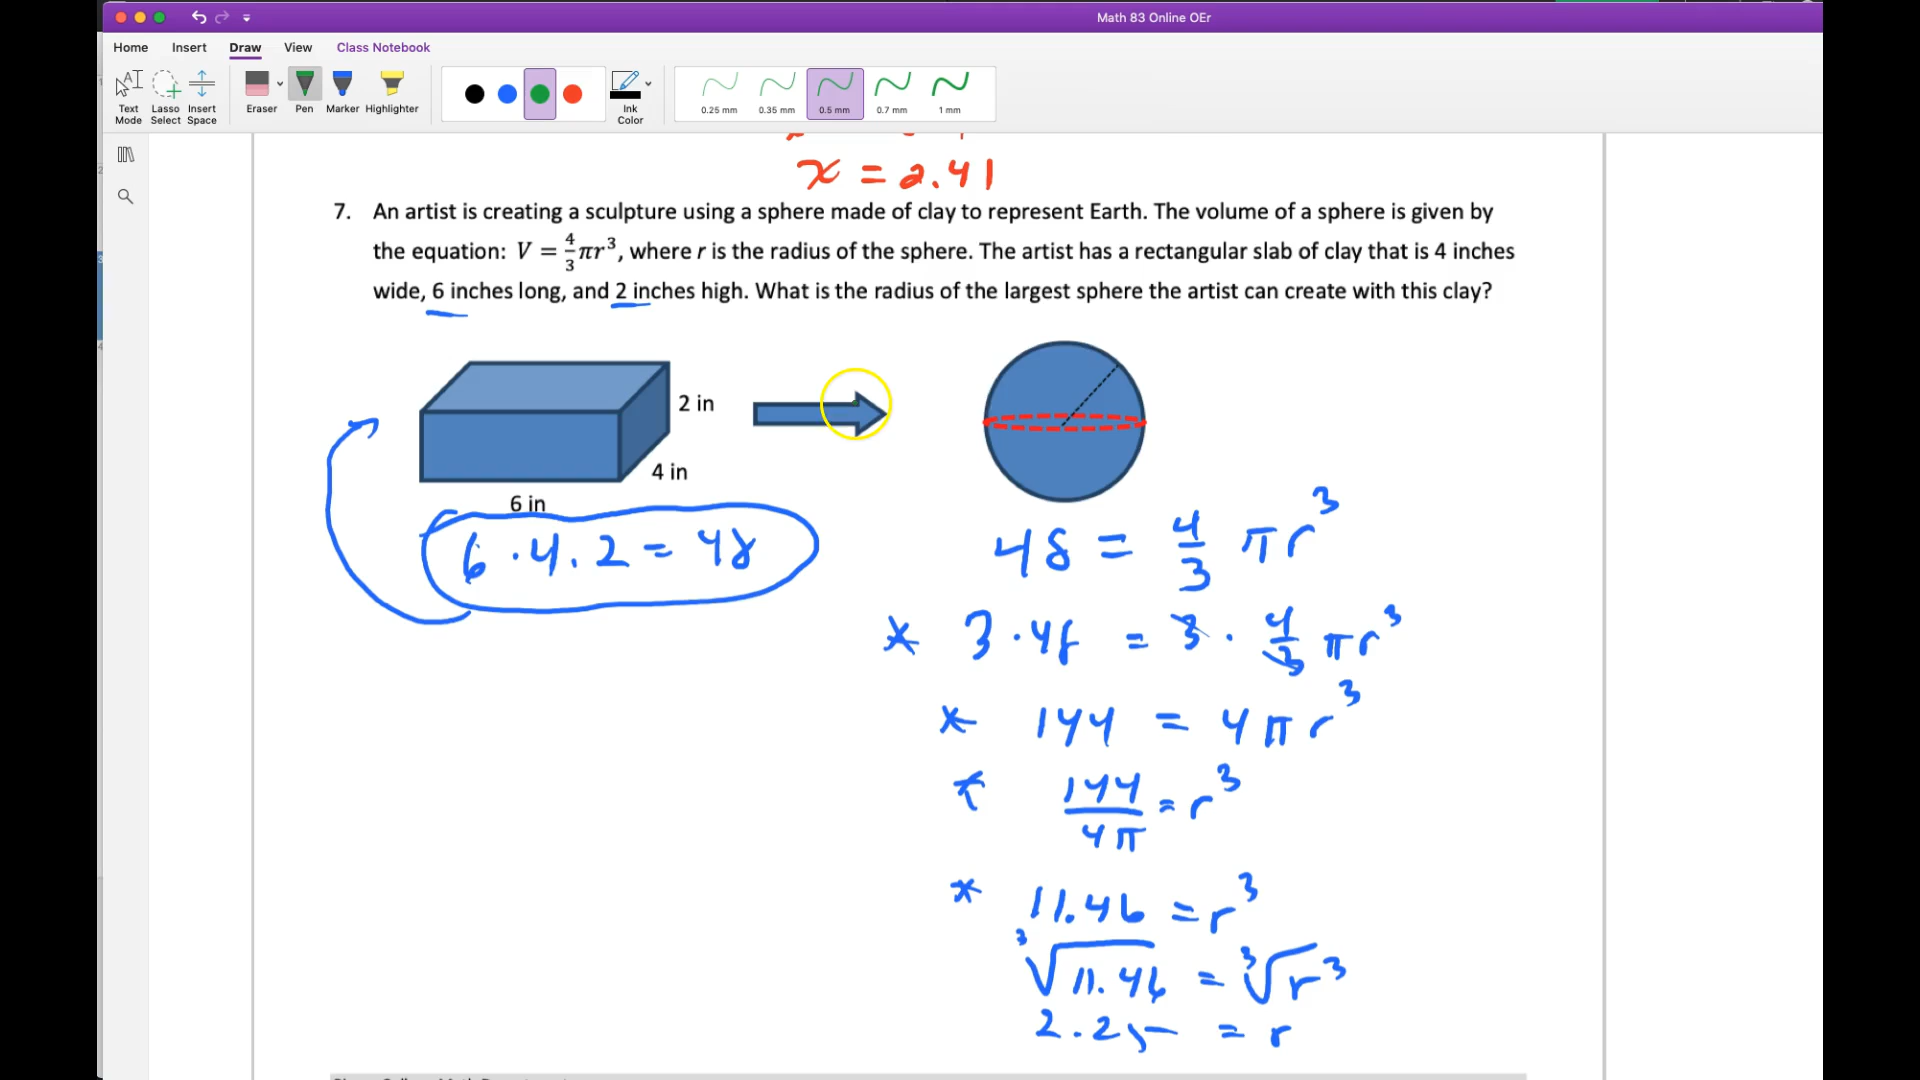 Math 83 Online OEr
Home Insert Draw View Class Notebook
Text Mode Lasso Select Insert Space Eraser Pen Marker Highlighter Ink Color 0.25 mm 0.35 mm 0.5 mm 0.7 mm 1 mm
x = 2.41
7. An artist is creating a sculpture using a sphere made of clay to represent Earth. The volume of a sphere is given by
the equation: V = 4/3 πr³, where r is the radius of the sphere. The artist has a rectangular slab of clay that is 4 inches
wide, 6 inches long, and 2 inches high. What is the radius of the largest sphere the artist can create with this clay?
2 in
4 in
6 in
6 · 4 . 2 = 48
48 = 4/3 πr³
* 3 · 48 = 3 · 4/3 πr³
* 144 = 4πr³
* 144/4π = r³
* 11.46 = r³
³√11.46 = ³√r³
2.25 = r